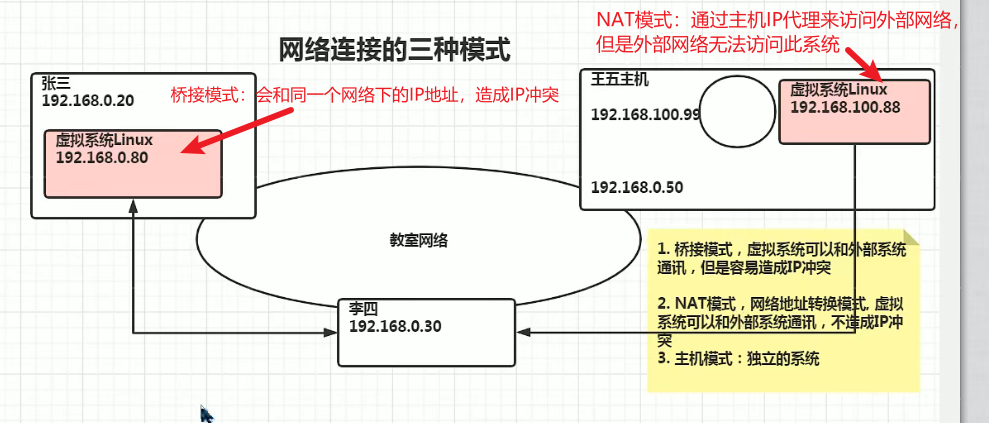 NAT模式：通过主机IP代理来访问外部网络，
但是外部网络无法访问此系统
网络连接的三种模式
张三
192.168.0.20
桥接模式：会和同一个网络下的IP地址，造成IP冲突
虚拟系统Linux
192.168.0.80
王五主机
192.168.100.99
虚拟系统Linux
192.168.100.88
192.168.0.50
教室网络
李四
192.168.0.30
1. 桥接模式，虚拟系统可以和外部系统
通讯，但是容易造成IP冲突
2. NAT模式，网络地址转换模式, 虚拟
系统可以和外部系统通讯，不造成IP冲
突
3. 主机模式：独立的系统